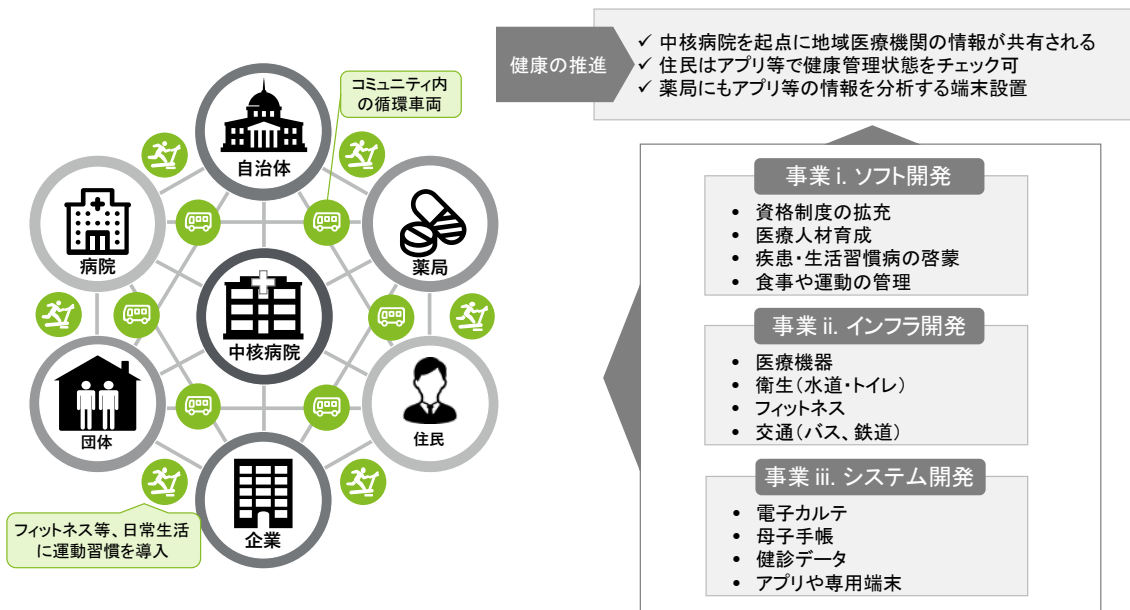 コミュニティ内
の循環車両
自治体
病院
薬局
中核病院
団体
住民
企業
フィットネス等、日常生活
に運動習慣を導入
健康の推進
✓ 中核病院を起点に地域医療機関の情報が共有される
✓ 住民はアプリ等で健康管理状態をチェック可
✓ 薬局にもアプリ等の情報を分析する端末設置
事業 i. ソフト開発
• 資格制度の拡充
• 医療人材育成
• 疾患・生活習慣病の啓蒙
• 食事や運動の管理
事業 ii. インフラ開発
• 医療機器
• 衛生（水道・トイレ）
• フィットネス
• 交通（バス、鉄道）
事業 iii. システム開発
• 電子カルテ
• 母子手帳
• 健診データ
• アプリや専用端末